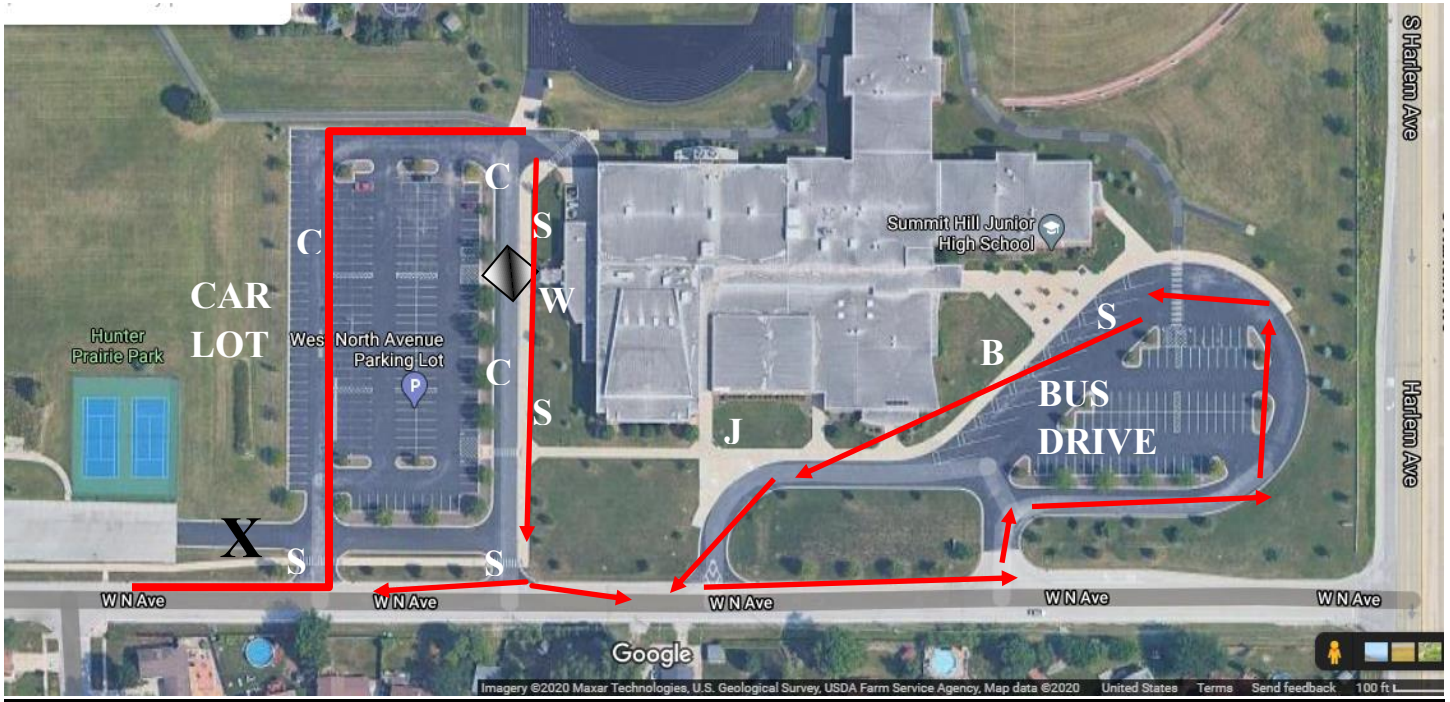 S Harlem Ave
C
S
Summit Hill Junior
High School
C
CAR
LOT
W
S
Hunter
Prairie Park
West North Avenue
Parking Lot
P
C
B
BUS
DRIVE
S
J
Harlem Ave
X
S
S
W N Ave
W N Ave
W N Ave
W N Ave
W N Ave
Google
Imagery ©2020 Maxar Technologies, U.S. Geological Survey, USDA Farm Service Agency, Map data ©2020 United States Terms Send feedback 100 ft